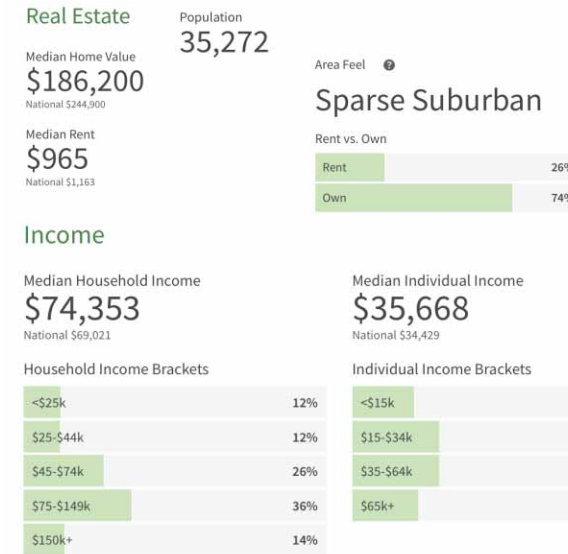 Real Estate
Population
35,272
Median Home Value
$186,200
National $244,900
Median Rent
$965
National $1,163
Area Feel ?
Sparse Suburban
Rent vs. Own
Rent 26%
Own 74%
Income
Median Household Income
$74,353
National $69,021
Household Income Brackets
<$25k 12%
$25-$44k 12%
$45-$74k 26%
$75-$149k 36%
$150k+ 14%
Median Individual Income
$35,668
National $34,429
Individual Income Brackets
<$15k
$15-$34k
$35-$64k
$65k+